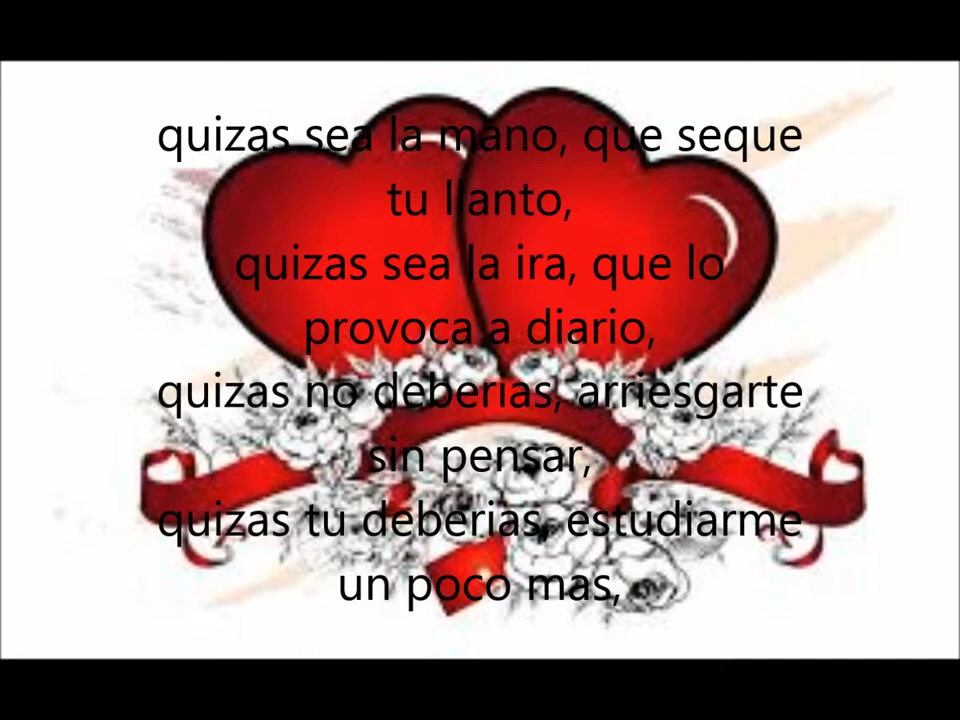 quizas sea la mano, que seque
tu llanto,
quizas sea la ira, que lo
provoca a diario,
quizas no deberias, arriesgarte
sin pensar,
quizas tu deberias, estudiarme
un poco mas,